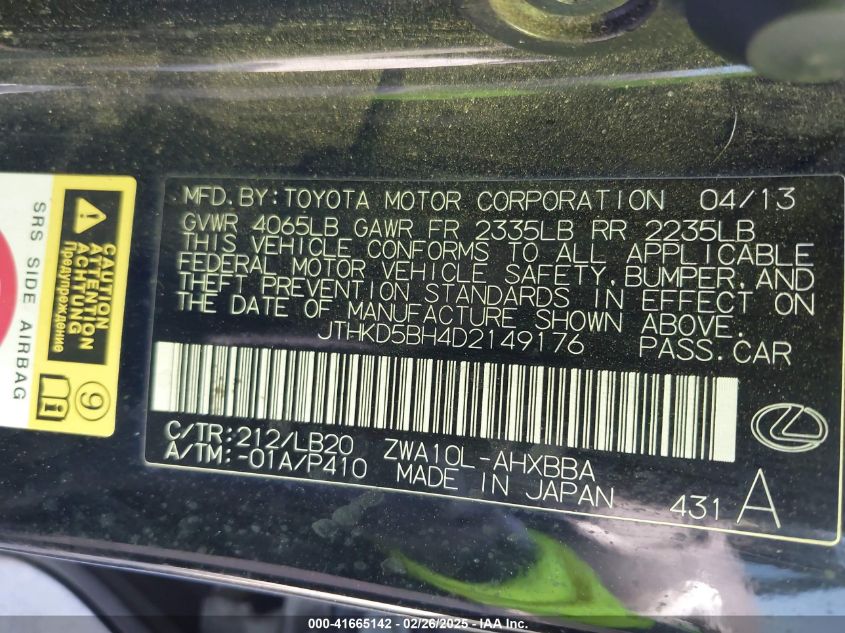 MFD.BY:TOYOTA MOTOR CORPORATION 04/13
GVWR 4065LB GAWR FR 2335LB RR 2235LB
THIS VEHICLE CONFORMS TO ALL APPLICABLE
FEDERAL MOTOR VEHICLE SAFETY,BUMPER,AND
THEFT PREVENTION STANDARDS IN EFFECT ON
THE DATE OF MANUFACTURE SHOWN ABOVE.
JTHKD5BH4D2149176 PASS.CAR
C/TR:212/LB20 ZWA10L-AHXBBA
A/TM:-01A/P410 MADE IN JAPAN 431 A
SRS SIDE AIRBAG
CAUTION
ATTENTION
ACHTUNG
Предупреждение
9
000-41665142 - 02/26/2025 - IAA Inc.